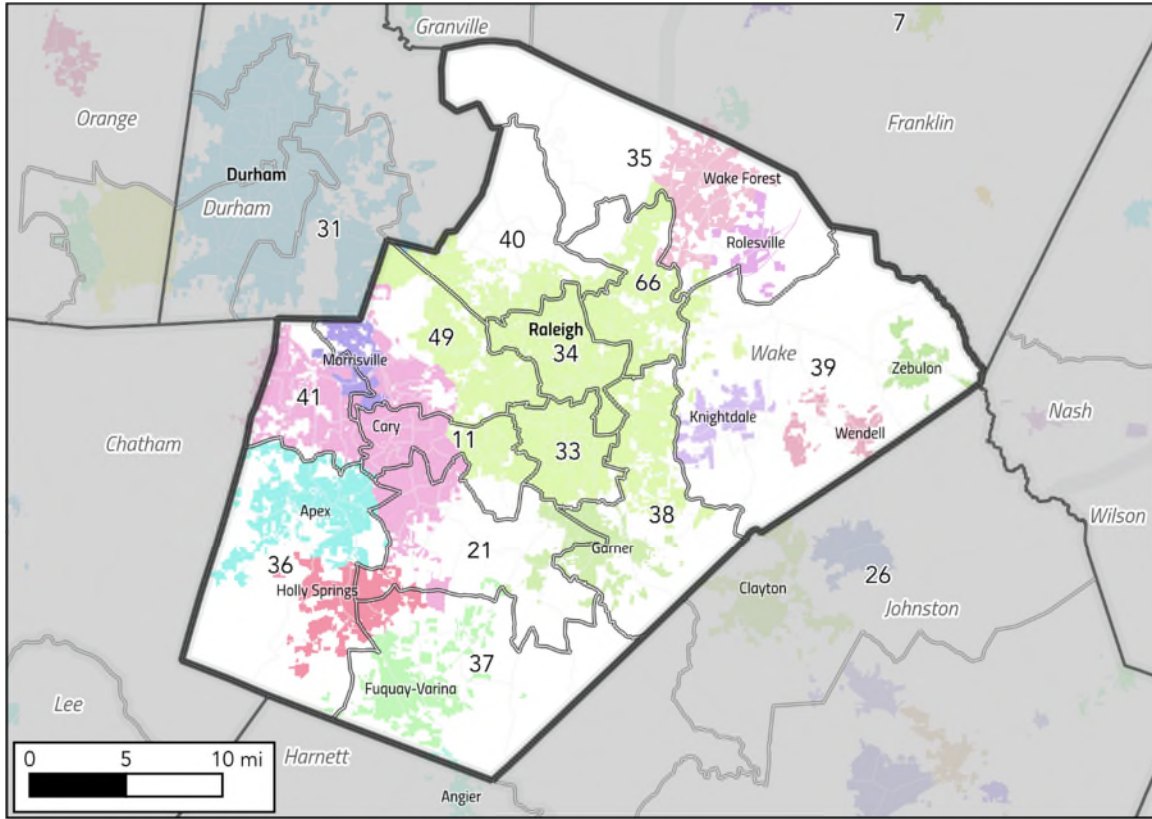 Granville
7
Orange
Franklin
35
Wake Forest
Durham
Durham
31
40
Rolesville
66
Raleigh
49
34
Wake
39
Zebulon
Morrisville
41
Nash
Cary
Knightdale
11
33
Wendell
Chatham
Apex
38
Wilson
21
Garner
36
26
Holly Springs
Clayton
Johnston
37
Fuquay-Varina
Lee
0 5 10 mi
Harnett
Angier